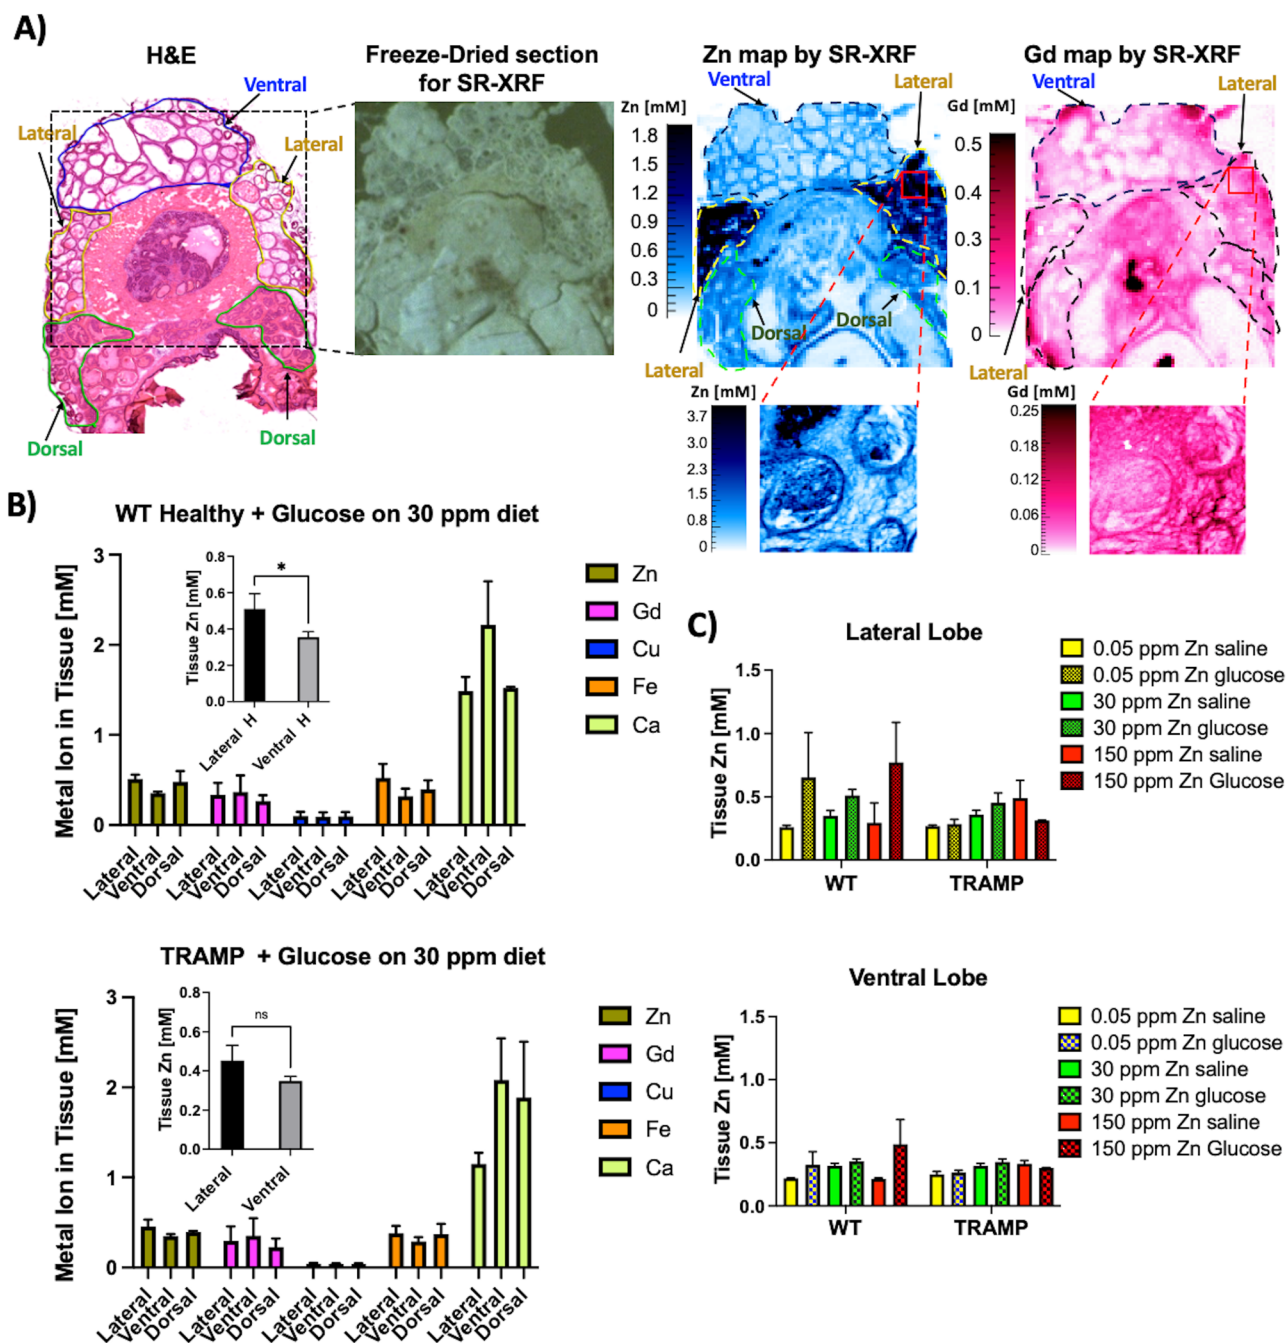 A)
H&E
Ventral
Lateral
Lateral
Dorsal
Dorsal
Freeze-Dried section
for SR-XRF
Zn map by SR-XRF
Ventral
Lateral
Zn [mM]
1.8
1.5
1.2
0.9
0.6
0.3
0
Dorsal
Dorsal
Lateral
Zn [mM]
3.7
3.0
2.3
1.5
0.8
0
Gd map by SR-XRF
Ventral
Lateral
Gd [mM]
0.5
0.4
0.3
0.1
0
Lateral
Gd [mM]
0.25
0.19
0.12
0.06
0
B)
WT Healthy + Glucose on 30 ppm diet
Metal Ion in Tissue [mM]
3
2
1
0
Tissue Zn [mM]
0.8
0.6
0.4
0.2
0.0
*
Lateral H
Ventral H
Lateral
Ventral
Dorsal
Lateral
Ventral
Dorsal
Lateral
Ventral
Dorsal
Lateral
Ventral
Dorsal
Lateral
Ventral
Dorsal
Zn
Gd
Cu
Fe
Ca
TRAMP + Glucose on 30 ppm diet
Metal Ion in Tissue [mM]
3
2
1
0
Tissue Zn [mM]
0.8
0.6
0.4
0.2
0.0
ns
Lateral
Ventral
Lateral
Ventral
Dorsal
Lateral
Ventral
Dorsal
Lateral
Ventral
Dorsal
Lateral
Ventral
Dorsal
Lateral
Ventral
Dorsal
Zn
Gd
Cu
Fe
Ca
C)
Lateral Lobe
Tissue Zn [mM]
1.5
1.0
0.5
0.0
WT
TRAMP
0.05 ppm Zn saline
0.05 ppm Zn glucose
30 ppm Zn saline
30 ppm Zn glucose
150 ppm Zn saline
150 ppm Zn Glucose
Ventral Lobe
Tissue Zn [mM]
1.5
1.0
0.5
0.0
WT
TRAMP
0.05 ppm Zn saline
0.05 ppm Zn glucose
30 ppm Zn saline
30 ppm Zn glucose
150 ppm Zn saline
150 ppm Zn Glucose